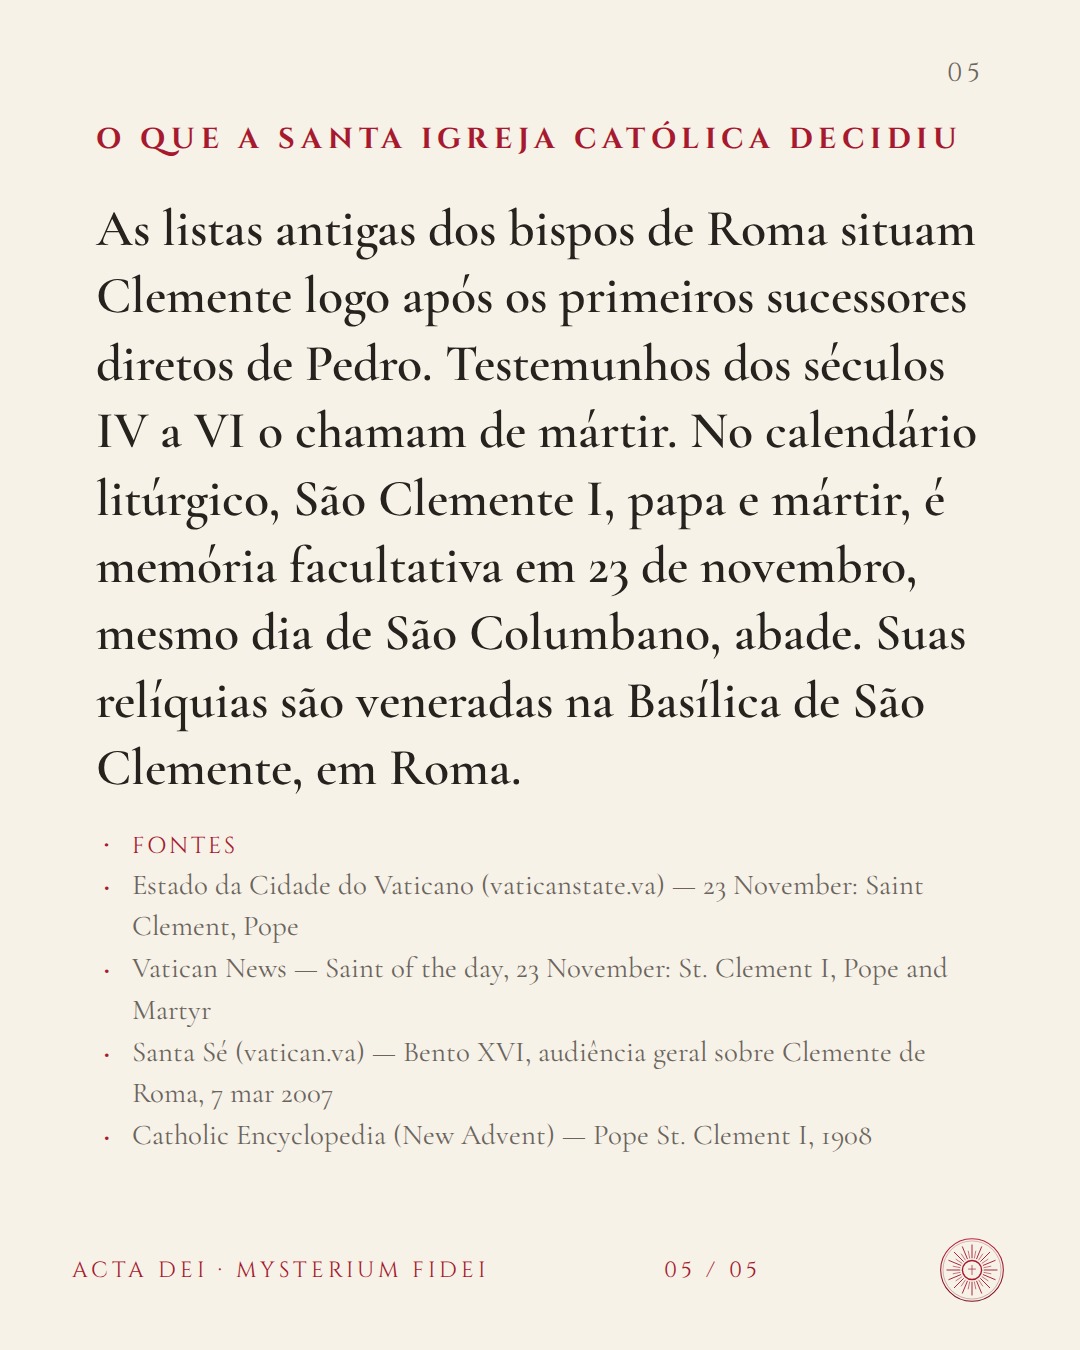 05
O QUE A SANTA IGREJA CATÓLICA DECIDIU
As listas antigas dos bispos de Roma situam
Clemente logo após os primeiros sucessores
diretos de Pedro. Testemunhos dos séculos
IV a VI o chamam de mártir. No calendário
litúrgico, São Clemente I, papa e mártir, é
memória facultativa em 23 de novembro,
mesmo dia de São Columbano, abade. Suas
relíquias são veneradas na Basílica de São
Clemente, em Roma.
· FONTES
· Estado da Cidade do Vaticano (vaticanstate.va) — 23 November: Saint
Clement, Pope
· Vatican News — Saint of the day, 23 November: St. Clement I, Pope and
Martyr
· Santa Sé (vatican.va) — Bento XVI, audiência geral sobre Clemente de
Roma, 7 mar 2007
· Catholic Encyclopedia (New Advent) — Pope St. Clement I, 1908
ACTA DEI · MYSTERIUM FIDEI
05 / 05